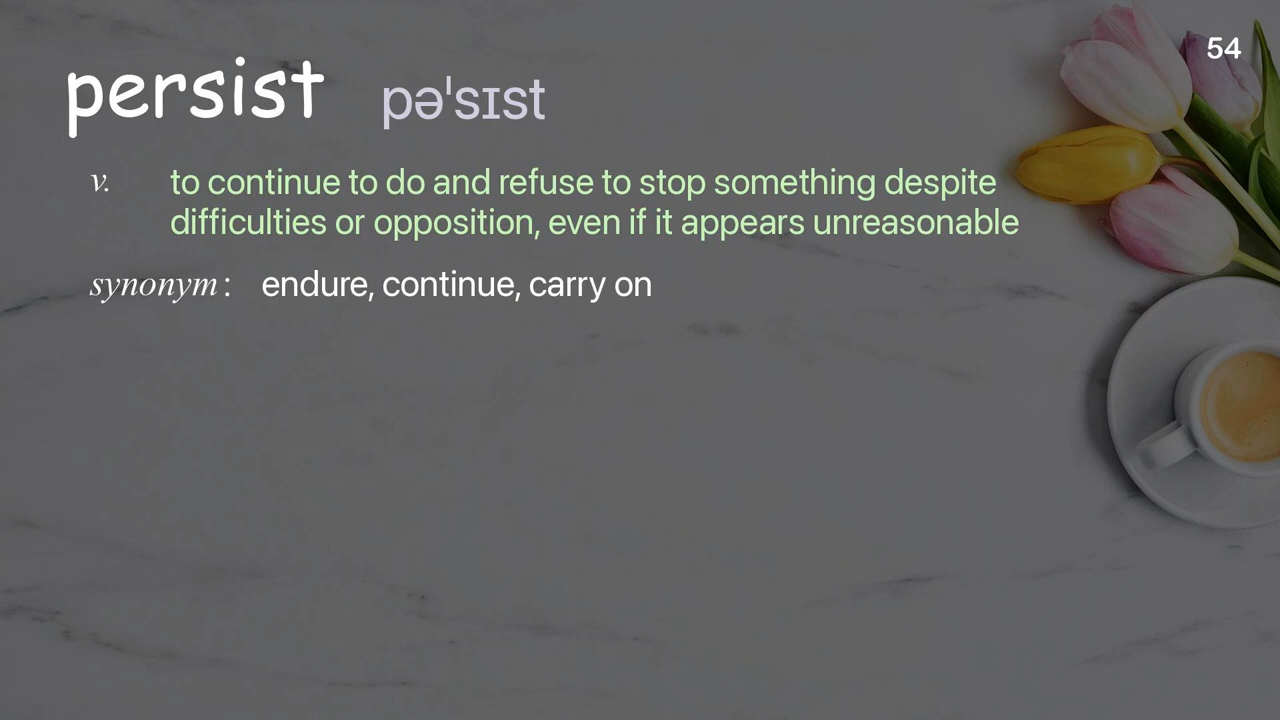 54
persist pəˈsɪst
v. to continue to do and refuse to stop something despite
difficulties or opposition, even if it appears unreasonable
synonym : endure, continue, carry on